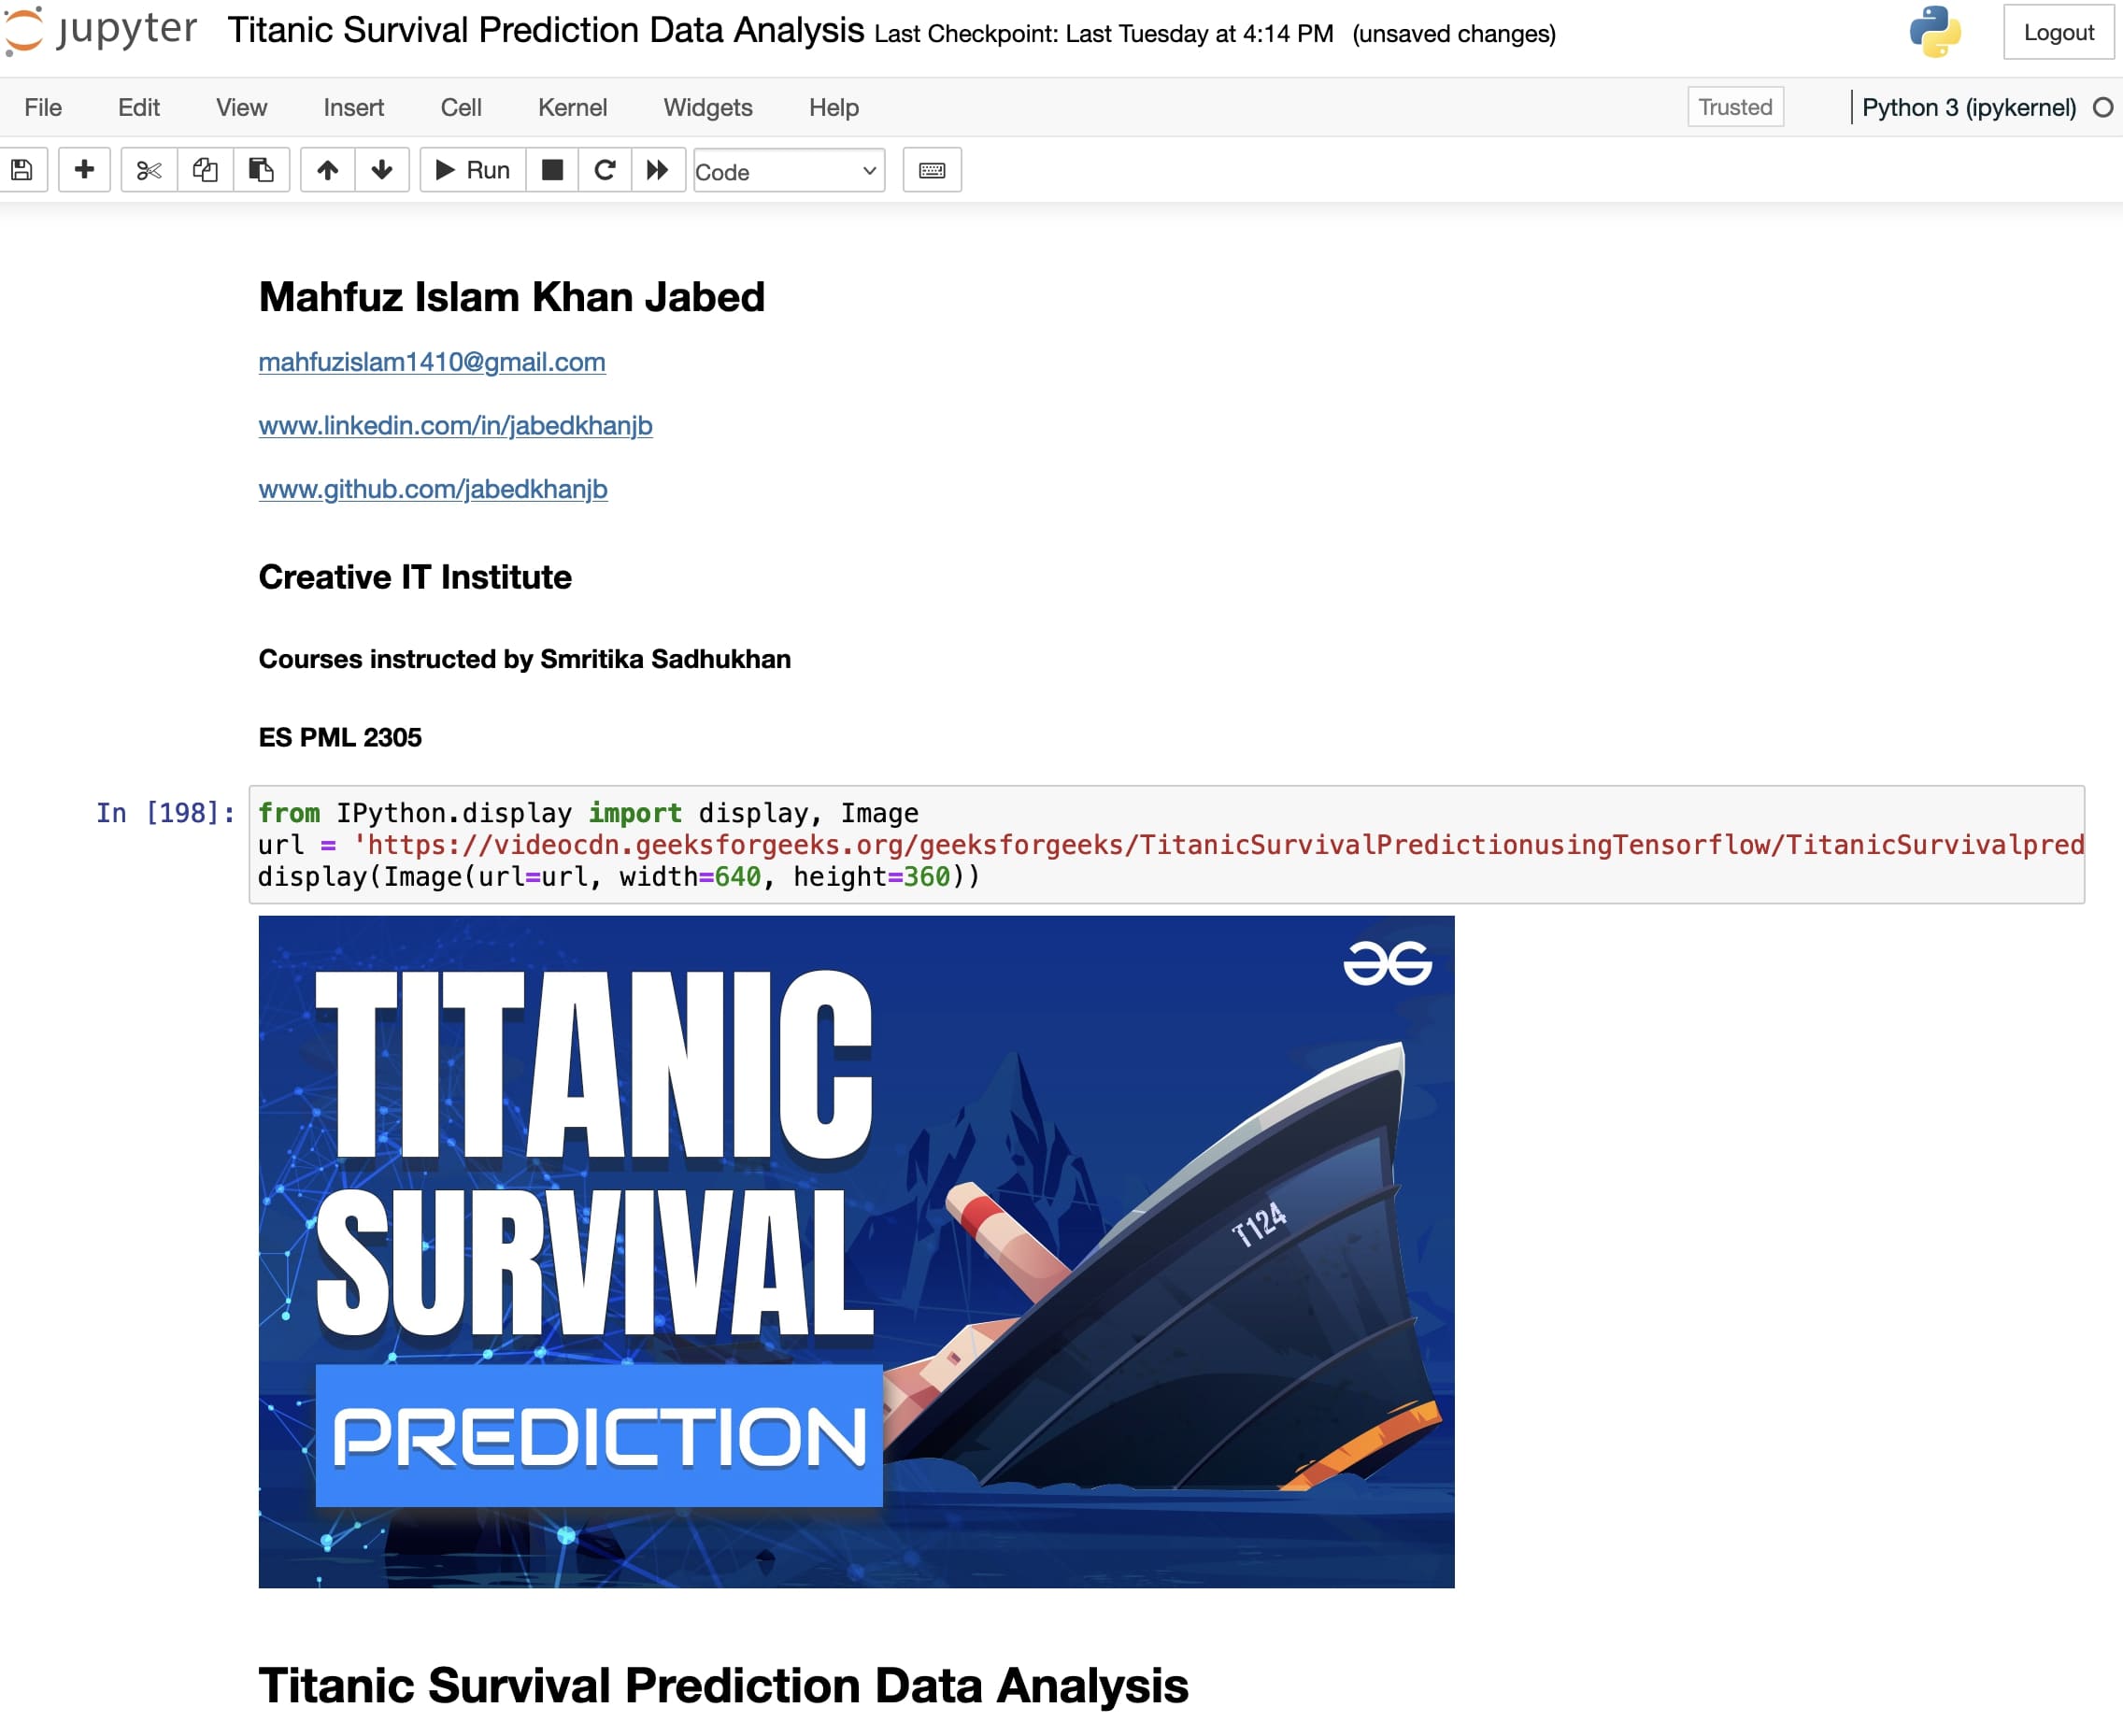 jupyter Titanic Survival Prediction Data Analysis Last Checkpoint: Last Tuesday at 4:14 PM (unsaved changes) Logout
File Edit View Insert Cell Kernel Widgets Help Trusted Python 3 (ipykernel)
Run Code
Mahfuz Islam Khan Jabed
mahfuzislam1410@gmail.com
www.linkedin.com/in/jabedkhanjb
www.github.com/jabedkhanjb
Creative IT Institute
Courses instructed by Smritika Sadhukhan
ES PML 2305
In [198]: from IPython.display import display, Image
url = 'https://videocdn.geeksforgeeks.org/geeksforgeeks/TitanicSurvivalPredictionusingTensorflow/TitanicSurvivalpred
display(Image(url=url, width=640, height=360))
TITANIC
SURVIVAL
PREDICTION
T124
Titanic Survival Prediction Data Analysis